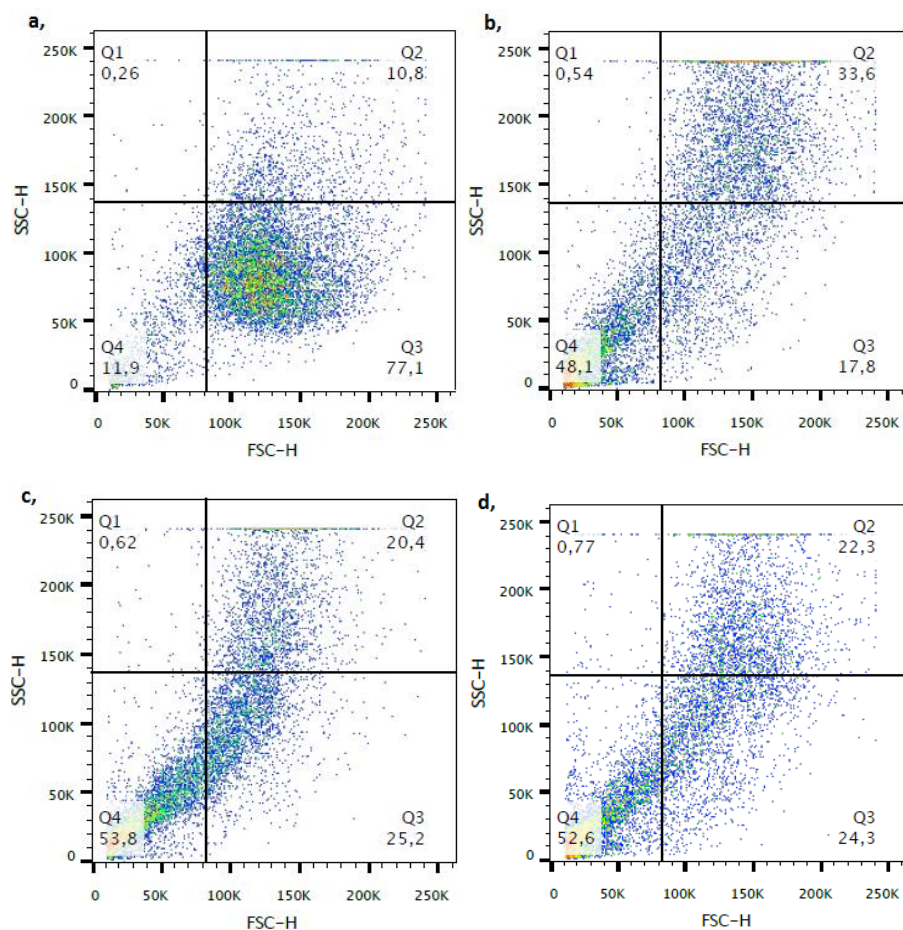 a,
Q1
0,26
Q2
10,8
250K
200K
150K
100K
50K
0
SSC-H
Q4
11,9
Q3
77,1
0 50K 100K 150K 200K 250K
FSC-H
b,
Q1
0,54
Q2
33,6
250K
200K
150K
100K
50K
0
SSC-H
Q4
48,1
Q3
17,8
0 50K 100K 150K 200K 250K
FSC-H
c,
Q1
0,62
Q2
20,4
250K
200K
150K
100K
50K
0
SSC-H
Q4
53,8
Q3
25,2
0 50K 100K 150K 200K 250K
FSC-H
d,
Q1
0,77
Q2
22,3
250K
200K
150K
100K
50K
0
SSC-H
Q4
52,6
Q3
24,3
0 50K 100K 150K 200K 250K
FSC-H